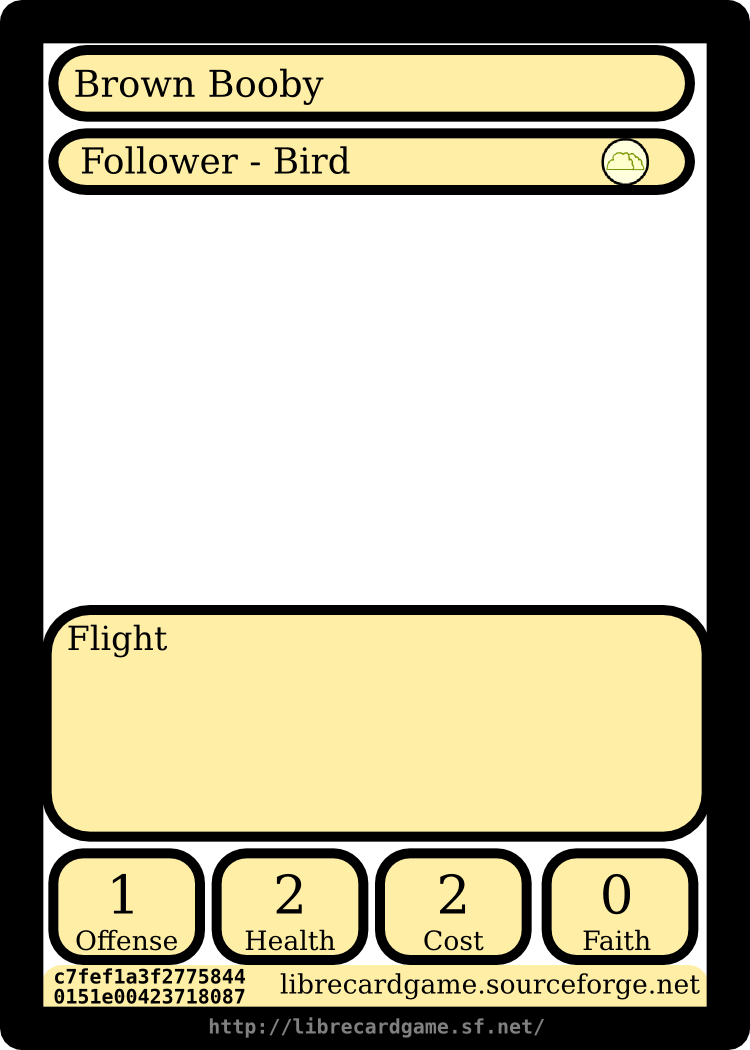 Brown Booby
Follower - Bird
Flight
1 2 2 0
Offense Health Cost Faith
c7fef1a3f2775844
0151e00423718087
librecardgame.sourceforge.net
http://librecardgame.sf.net/